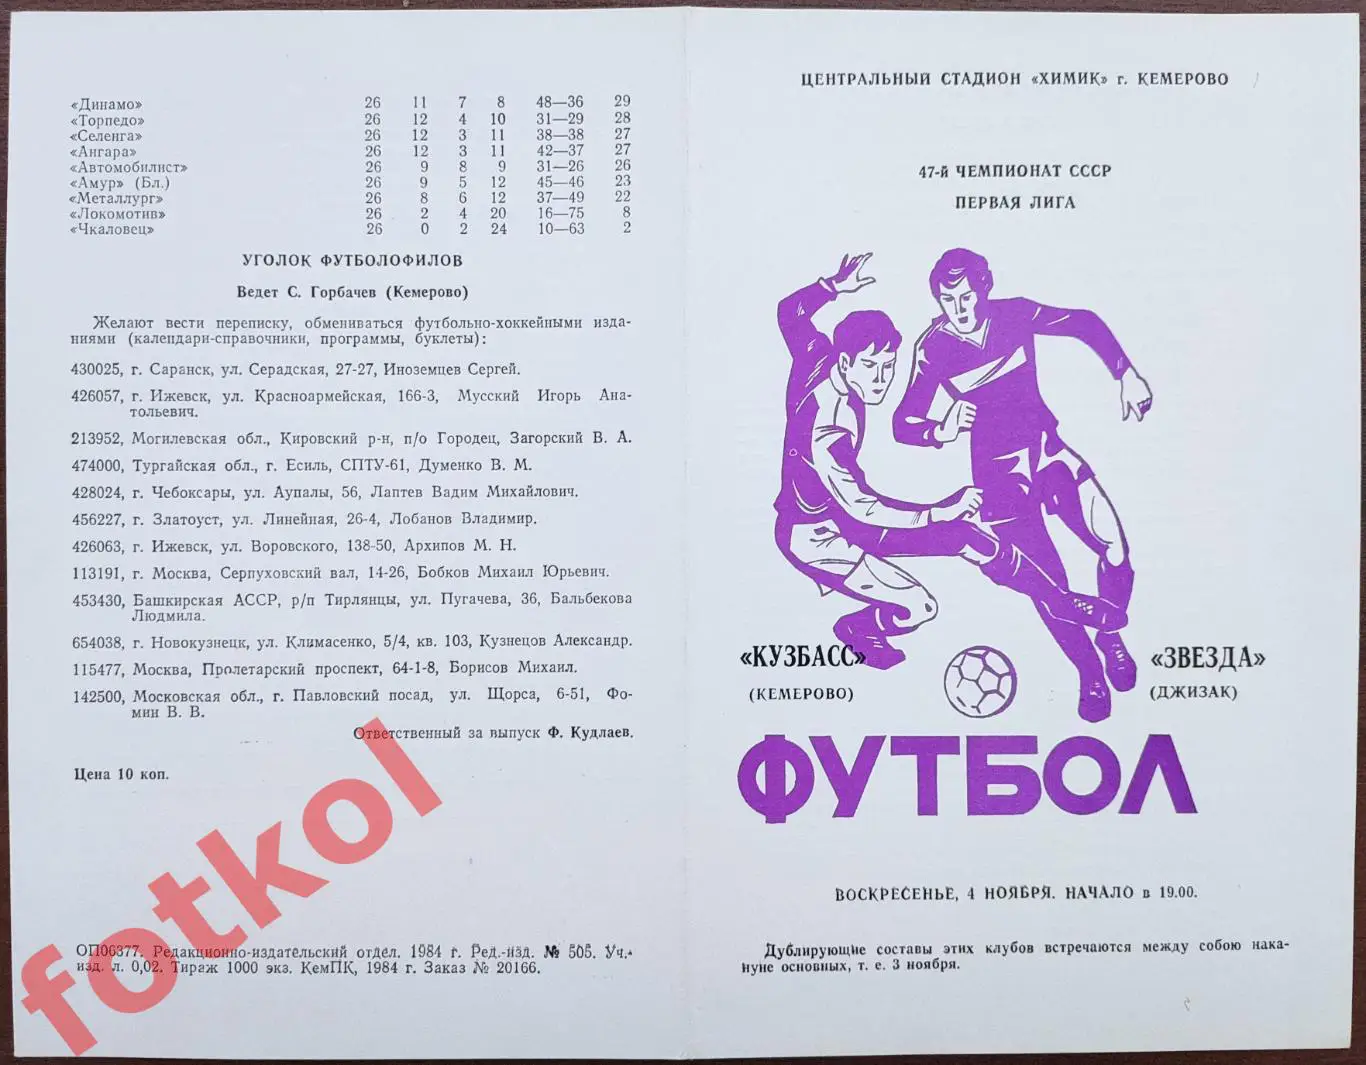 «Динамо» 26 11 7 8 48—36 29
«Торпедо» 26 12 4 10 31—29 28
«Селенга» 26 12 3 11 38—38 27
«Ангара» 26 12 3 11 42—37 27
«Автомобилист» 26 9 8 9 31—26 26
«Амур» (Бл.) 26 9 5 12 45—46 23
«Металлург» 26 8 6 12 37—49 22
«Локомотив» 26 2 4 20 16—75 8
«Чкаловец» 26 0 2 24 10—63 2
УГОЛОК ФУТБОЛОФИЛОВ
Ведет С. Горбачев (Кемерово)
Желают вести переписку, обмениваться футбольно-хоккейными изда-
ниями (календари-справочники, программы, буклеты):
430025, г. Саранск, ул. Серадская, 27-27, Иноземцев Сергей.
426057, г. Ижевск, ул. Красноармейская, 166-3, Мусский Игорь Ана-
тольевич.
213952, Могилевская обл., Кировский р-н, п/о Городец, Загорский В. А.
474000, Тургайская обл., г. Есиль, СПТУ-61, Думенко В. М.
428024, г. Чебоксары, ул. Аупалы, 56, Лаптев Вадим Михайлович.
456227, г. Златоуст, ул. Линейная, 26-4, Лобанов Владимир.
426063, г. Ижевск, ул. Воровского, 138-50, Архипов М. Н.
113191, г. Москва, Серпуховский вал, 14-26, Бобков Михаил Юрьевич.
453430, Башкирская АССР, р/п Тирлянцы, ул. Пугачева, 36, Бальбекова
Людмила.
654038, г. Новокузнецк, ул. Климасенко, 5/4, кв. 103, Кузнецов Александр.
115477, Москва, Пролетарский проспект, 64-1-8, Борисов Михаил.
142500, Московская обл., г. Павловский посад, ул. Щорса, 6-51, Фо-
мин В. В.
Ответственный за выпуск Ф. Кудлаев.
Цена 10 коп.
ОП06377. Редакционно-издательский отдел. 1984 г. Ред.-изд. № 505. Уч.-
изд. л. 0,02. Тираж 1000 экз. КемПК, 1984 г. Заказ № 20166.
fotkol
ЦЕНТРАЛЬНЫЙ СТАДИОН «ХИМИК» г. КЕМЕРОВО
47-й ЧЕМПИОНАТ СССР
ПЕРВАЯ ЛИГА
«КУЗБАСС»
(КЕМЕРОВО)
«ЗВЕЗДА»
(ДЖИЗАК)
ФУТБОЛ
ВОСКРЕСЕНЬЕ, 4 НОЯБРЯ. НАЧАЛО в 19.00.
Дублирующие составы этих клубов встречаются между собою нака-
нуне основных, т. е. 3 ноября.